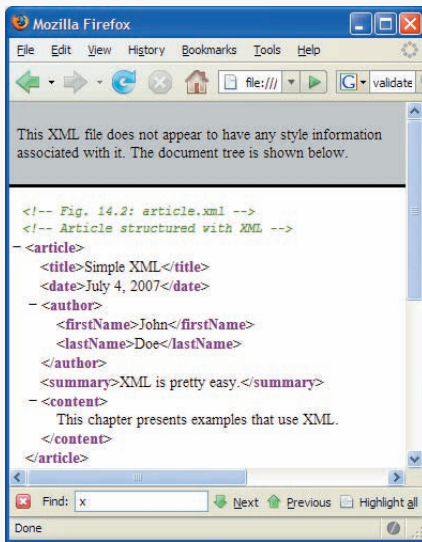 Mozilla Firefox
File Edit View History Bookmarks Tools Help
file:/// G validate
This XML file does not appear to have any style information
associated with it. The document tree is shown below.
<!-- Fig. 14.2: article.xml -->
<!-- Article structured with XML -->
− <article>
<title>Simple XML</title>
<date>July 4, 2007</date>
− <author>
<firstName>John</firstName>
<lastName>Doe</lastName>
</author>
<summary>XML is pretty easy.</summary>
− <content>
This chapter presents examples that use XML.
</content>
</article>
Find: x Next Previous Highlight all
Done